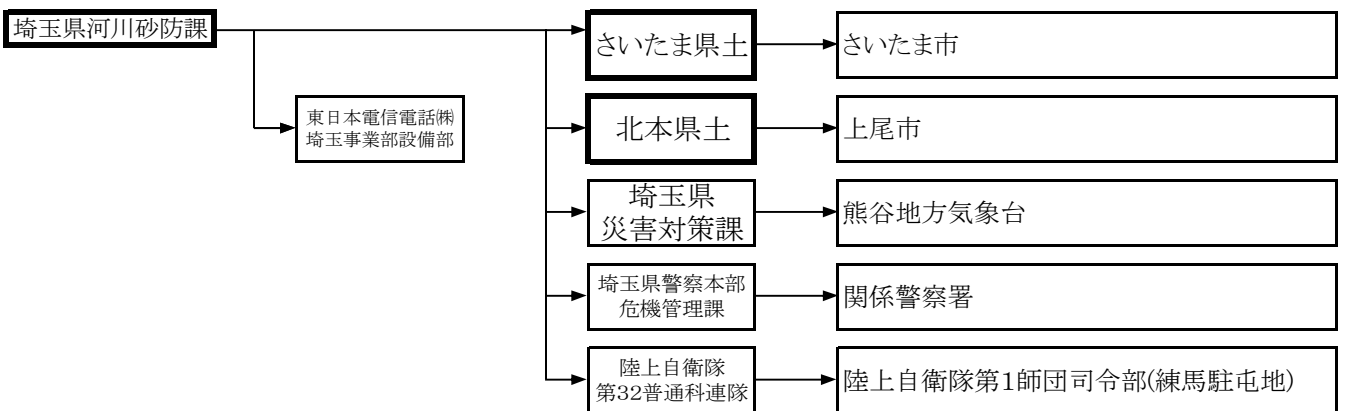 埼玉県河川砂防課
さいたま県土
さいたま市
東日本電信電話㈱
埼玉事業部設備部
北本県土
上尾市
埼玉県
災害対策課
熊谷地方気象台
埼玉県警察本部
危機管理課
関係警察署
陸上自衛隊
第32普通科連隊
陸上自衛隊第1師団司令部(練馬駐屯地)